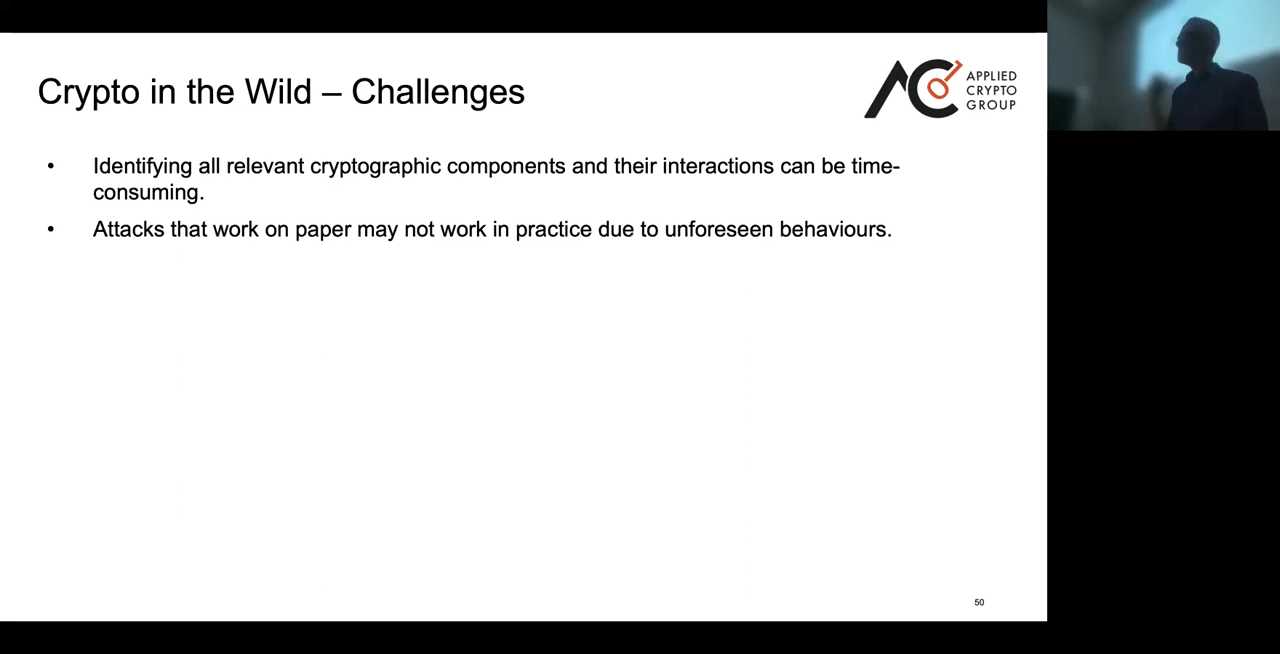 Crypto in the Wild – Challenges
APPLIED
CRYPTO
GROUP
• Identifying all relevant cryptographic components and their interactions can be time-
consuming.
• Attacks that work on paper may not work in practice due to unforeseen behaviours.
50